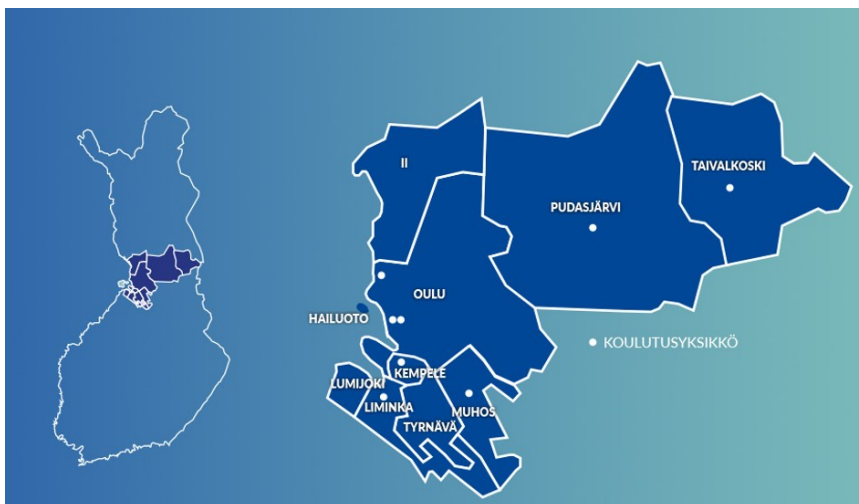 II
TAIVALKOSKI
PUDASJÄRVI
OULU
HAILUOTO
KOULUTUSYKSIKKÖ
KEMPELE
LUMIJOKI
LIMINKA
MUHOS
TYRNÄVÄ